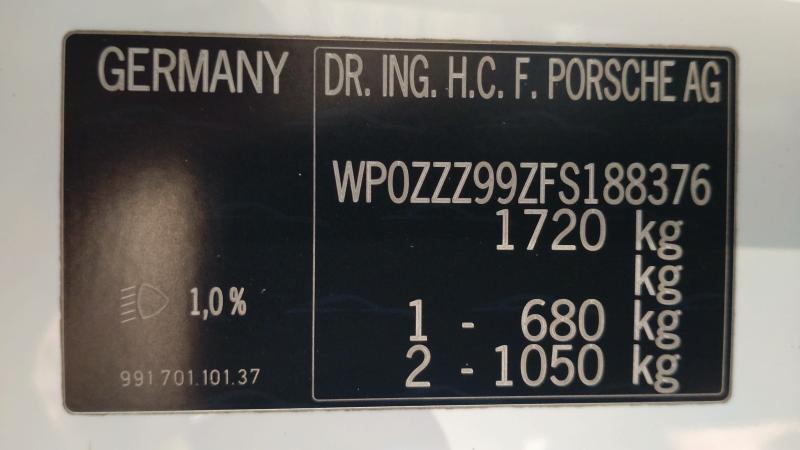 GERMANY
DR. ING. H.C. F. PORSCHE AG
WP0ZZZ99ZFS188376
1720 kg
kg
1 - 680 kg
2 - 1050 kg
1,0%
991 701.101.37